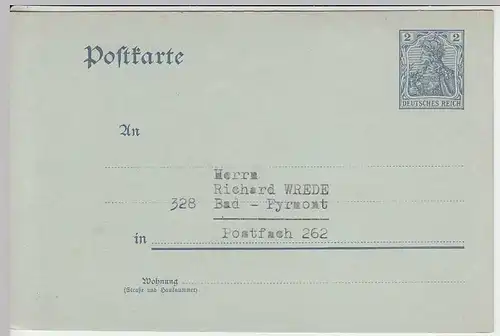 2 2
Postkarte
DEUTSCHES REICH
An
Herrn
Richard WREDE
328 Bad - Pyrmont
in Postfach 262
Wohnung
(Straße und Hausnummer)